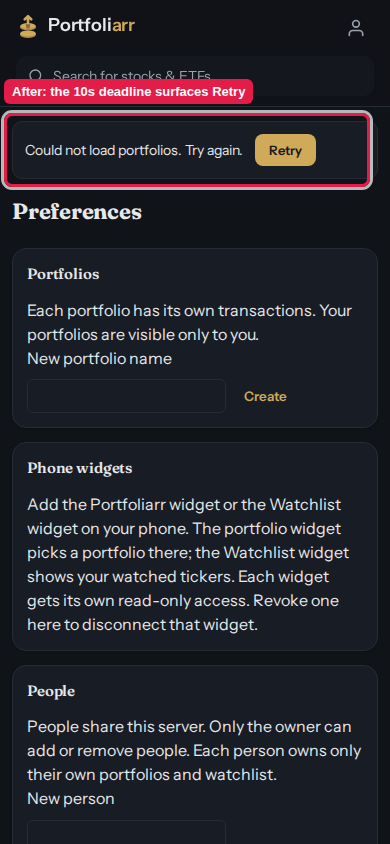 Portfoliarr
Search for stocks & ETFs
After: the 10s deadline surfaces Retry
Could not load portfolios. Try again.
Retry
Preferences
Portfolios
Each portfolio has its own transactions. Your
portfolios are visible only to you.
New portfolio name
Create
Phone widgets
Add the Portfoliarr widget or the Watchlist
widget on your phone. The portfolio widget
picks a portfolio there; the Watchlist widget
shows your watched tickers. Each widget
gets its own read-only access. Revoke one
here to disconnect that widget.
People
People share this server. Only the owner can
add or remove people. Each person owns only
their own portfolios and watchlist.
New person